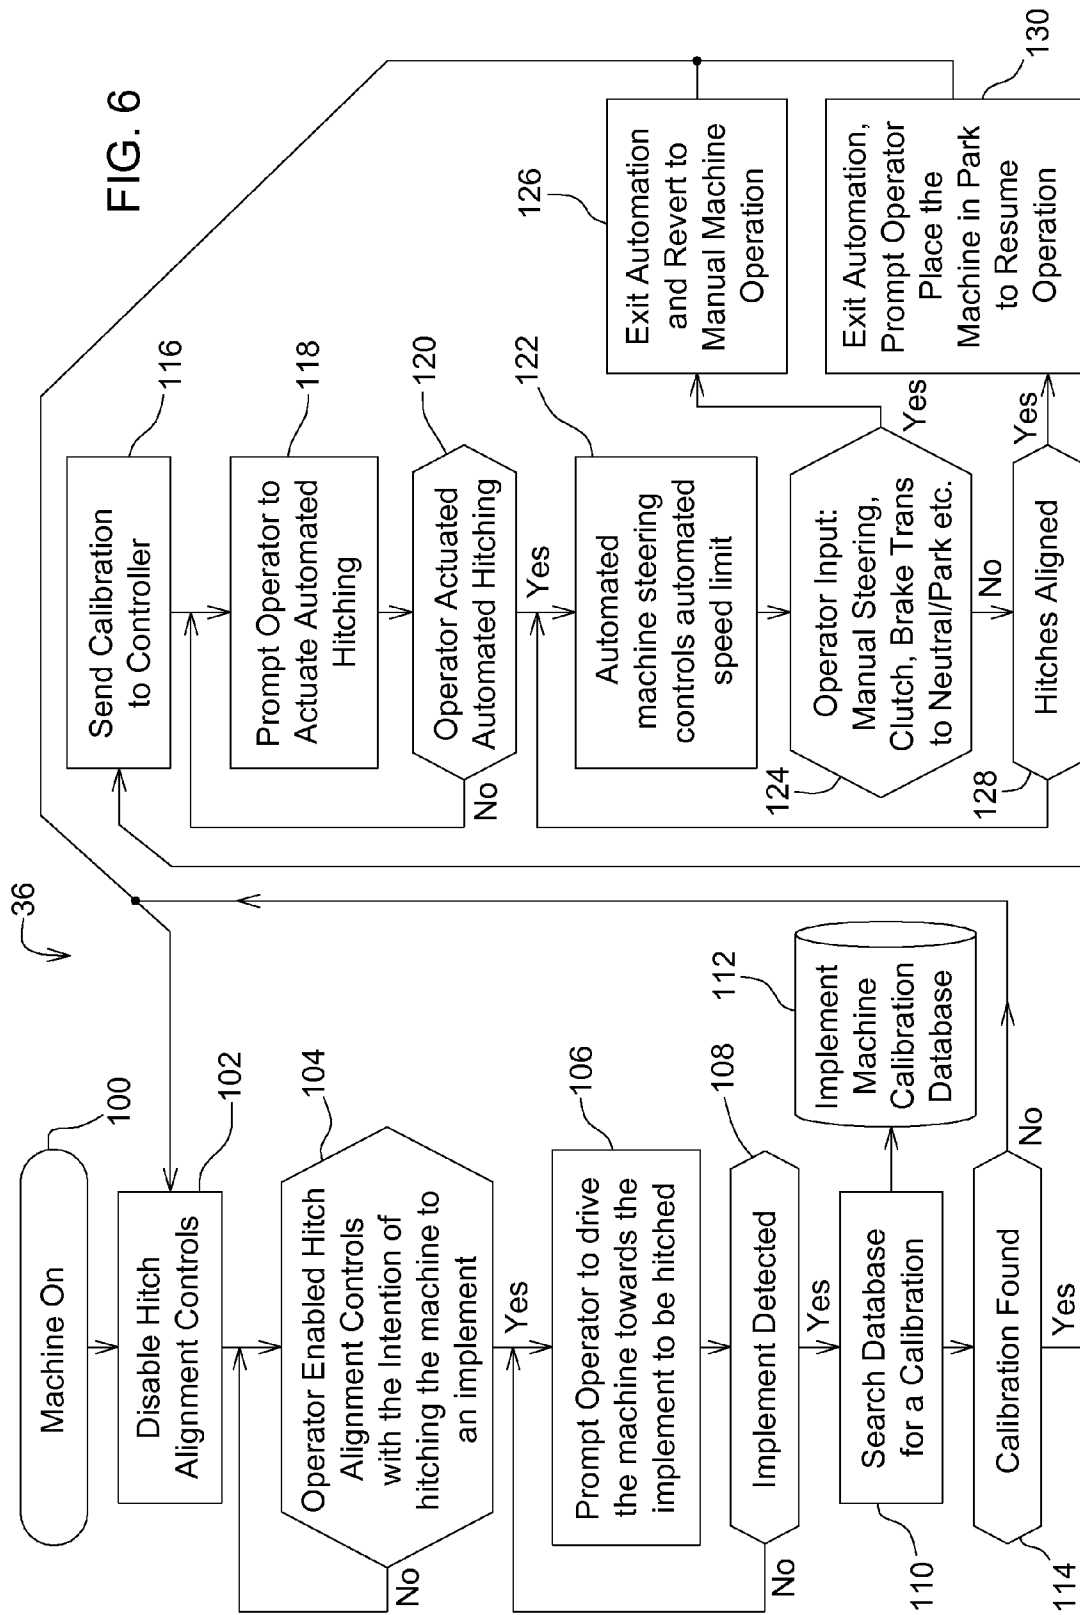 FIG. 6
36
Machine On
100
Disable Hitch
Alignment Controls
102
Operator Enabled Hitch
Alignment Controls
with the Intention of
hitching the machine to
an implement
104
No
Yes
Prompt Operator to drive
the machine towards the
implement to be hitched
106
Implement Detected
108
No
Yes
Search Database
for a Calibration
110
Implement
Machine
Calibration
Database
112
Calibration Found
114
No
Yes
Send Calibration
to Controller
116
Prompt Operator to
Actuate Automated
Hitching
118
Operator Actuated
Automated Hitching
120
No
Yes
Automated
machine steering
controls automated
speed limit
122
Operator Input:
Manual Steering,
Clutch, Brake Trans
to Neutral/Park etc.
124
Yes
No
Exit Automation
and Revert to
Manual Machine
Operation
126
Hitches Aligned
128
Yes
Exit Automation,
Prompt Operator
Place the
Machine in Park
to Resume
Operation
130